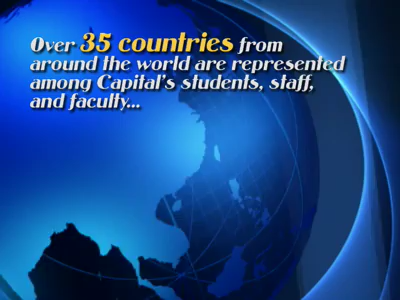 Over 35 countries from
around the world are represented
among Capital's students, staff,
and faculty...